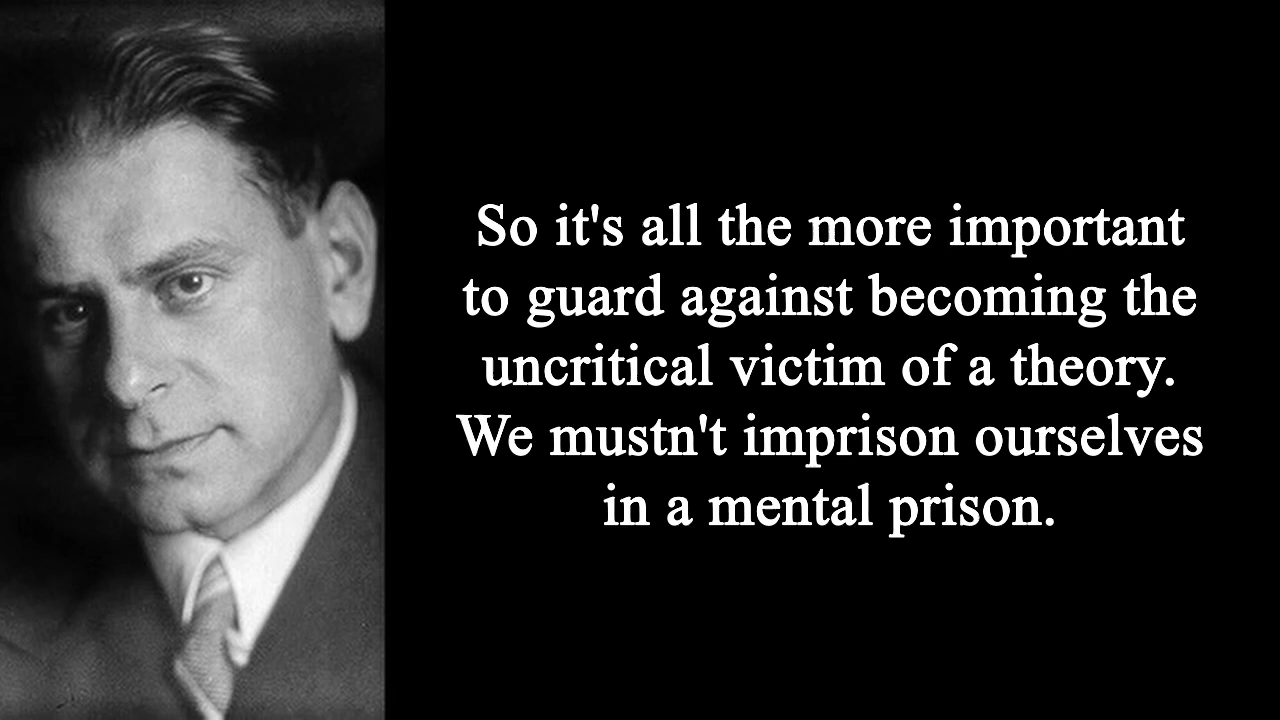 So it's all the more important
to guard against becoming the
uncritical victim of a theory.
We mustn't imprison ourselves
in a mental prison.